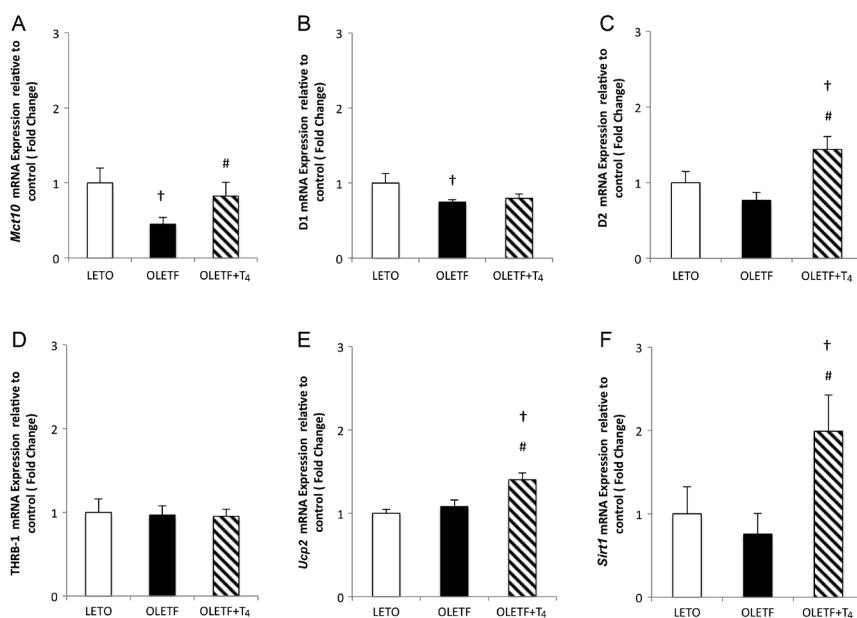 A
Mct10 mRNA Expression relative to
control ( Fold Change)
3
2
1
0
†
#
LETO
OLETF
OLETF+T4
B
D1 mRNA Expression relative to
control ( Fold Change)
3
2
1
0
†
LETO
OLETF
OLETF+T4
C
D2 mRNA Expression relative to
control ( Fold Change)
3
2
1
0
†
#
LETO
OLETF
OLETF+T4
D
THRB-1 mRNA Expression relative to
control ( Fold Change)
3
2
1
0
LETO
OLETF
OLETF+T4
E
Ucp2 mRNA Expression relative to
control ( Fold Change)
3
2
1
0
†
#
LETO
OLETF
OLETF+T4
F
Sirt1 mRNA Expression relative to
control ( Fold Change)
3
2
1
0
†
#
LETO
OLETF
OLETF+T4